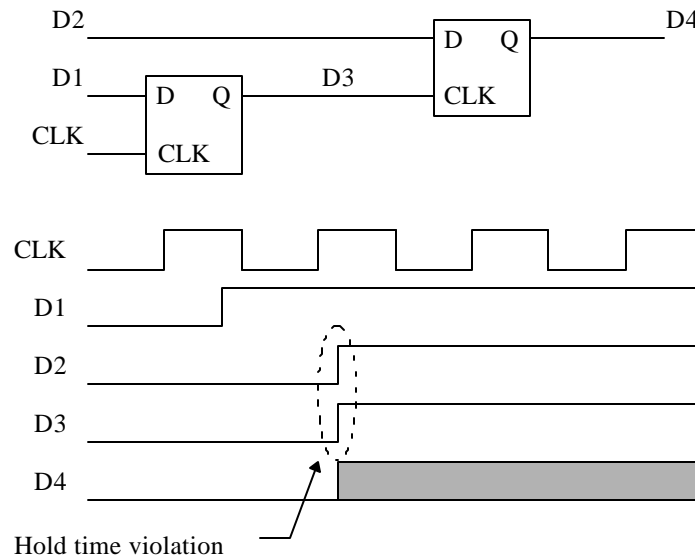 D2
D Q
D4
D1
D Q
D3
CLK
CLK
CLK
CLK
D1
D2
D3
D4
Hold time violation